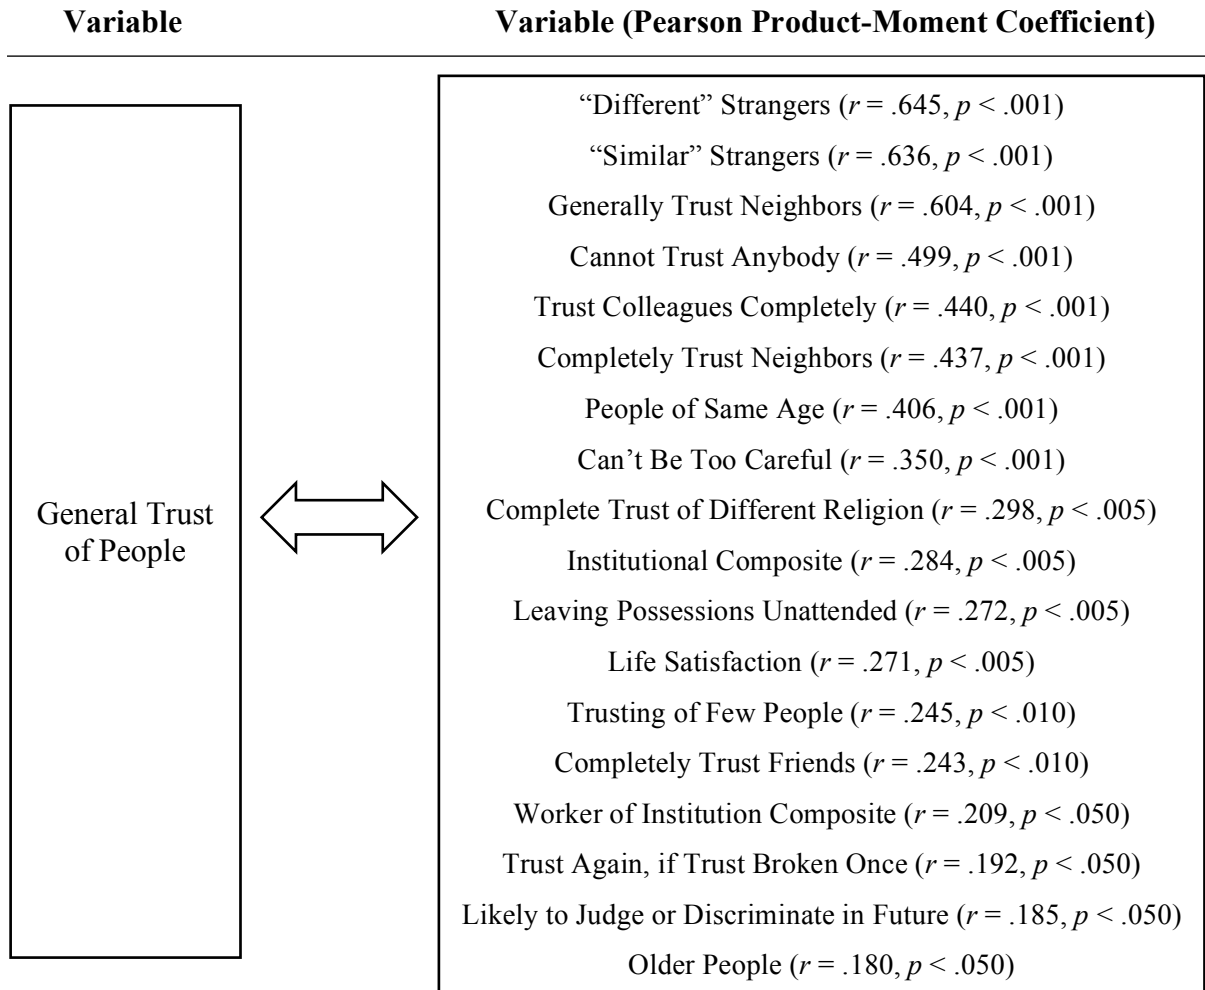 Variable
Variable (Pearson Product-Moment Coefficient)
General Trust
of People
“Different” Strangers (r = .645, p < .001)
“Similar” Strangers (r = .636, p < .001)
Generally Trust Neighbors (r = .604, p < .001)
Cannot Trust Anybody (r = .499, p < .001)
Trust Colleagues Completely (r = .440, p < .001)
Completely Trust Neighbors (r = .437, p < .001)
People of Same Age (r = .406, p < .001)
Can’t Be Too Careful (r = .350, p < .001)
Complete Trust of Different Religion (r = .298, p < .005)
Institutional Composite (r = .284, p < .005)
Leaving Possessions Unattended (r = .272, p < .005)
Life Satisfaction (r = .271, p < .005)
Trusting of Few People (r = .245, p < .010)
Completely Trust Friends (r = .243, p < .010)
Worker of Institution Composite (r = .209, p < .050)
Trust Again, if Trust Broken Once (r = .192, p < .050)
Likely to Judge or Discriminate in Future (r = .185, p < .050)
Older People (r = .180, p < .050)